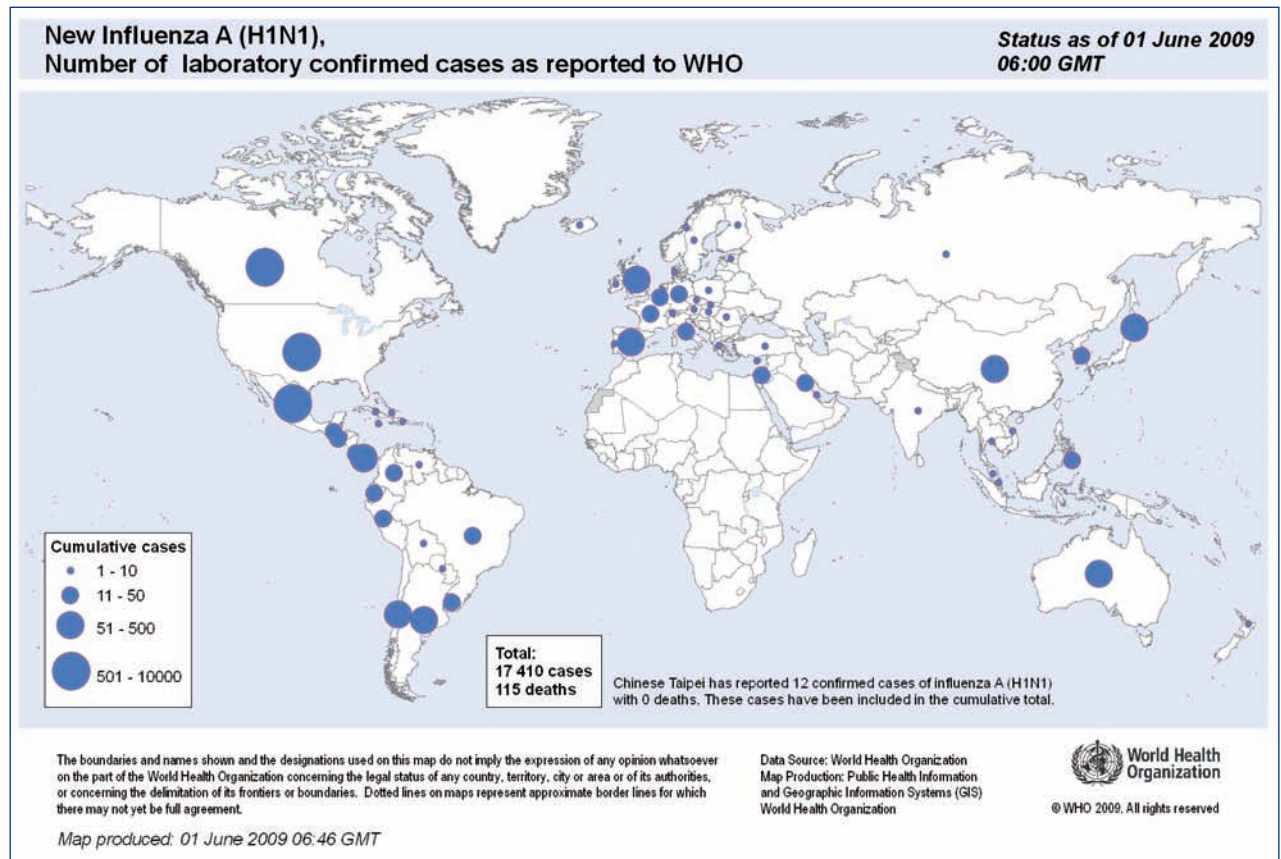 New Influenza A (H1N1),
Number of laboratory confirmed cases as reported to WHO
Status as of 01 June 2009
06:00 GMT
Cumulative cases
1 - 10
11 - 50
51 - 500
501 - 10000
Total:
17 410 cases
115 deaths
Chinese Taipei has reported 12 confirmed cases of influenza A (H1N1)
with 0 deaths. These cases have been included in the cumulative total.
The boundaries and names shown and the designations used on this map do not imply the expression of any opinion whatsoever
on the part of the World Health Organization concerning the legal status of any country, territory, city or area or of its authorities,
or concerning the delimitation of its frontiers or boundaries. Dotted lines on maps represent approximate border lines for which
there may not yet be full agreement.
Data Source: World Health Organization
Map Production: Public Health Information
and Geographic Information Systems (GIS)
World Health Organization
World Health
Organization
© WHO 2009. All rights reserved
Map produced: 01 June 2009 06:46 GMT